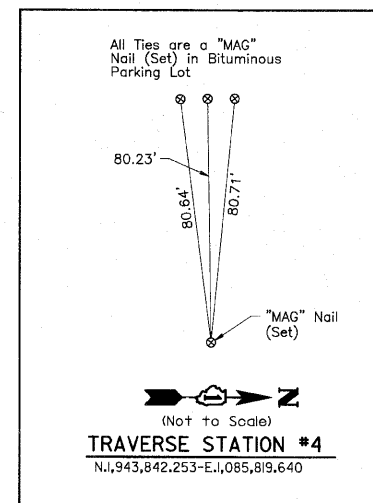 All Ties are a "MAG"
Nail (Set) in Bituminous
Parking Lot
80.23'
80.64'
80.71'
"MAG" Nail
(Set)
N
(Not to Scale)
TRAVERSE STATION #4
N.1,943,842.253-E.1,085,819.640